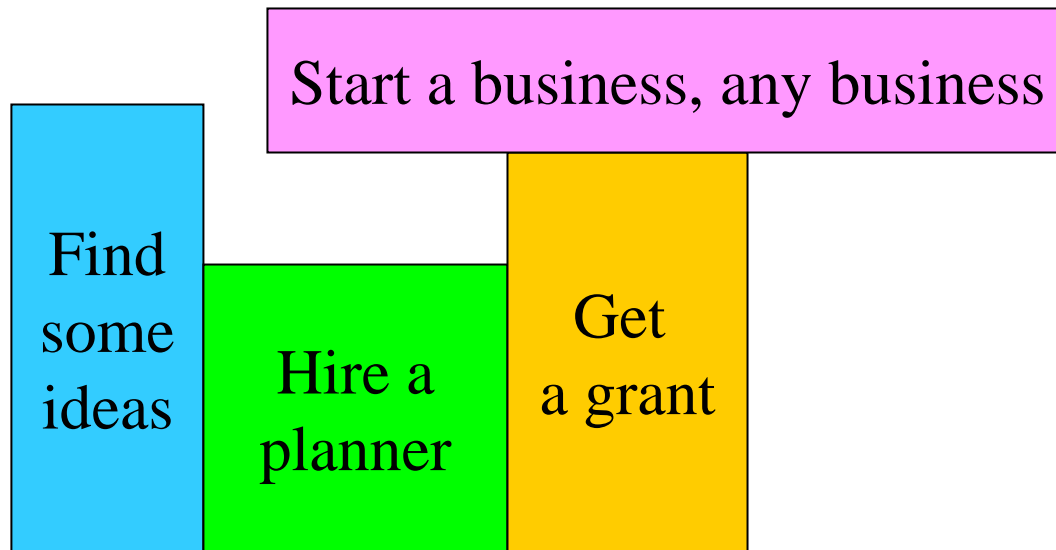 Start a business, any business
Find
some
ideas
Hire a
planner
Get
a grant